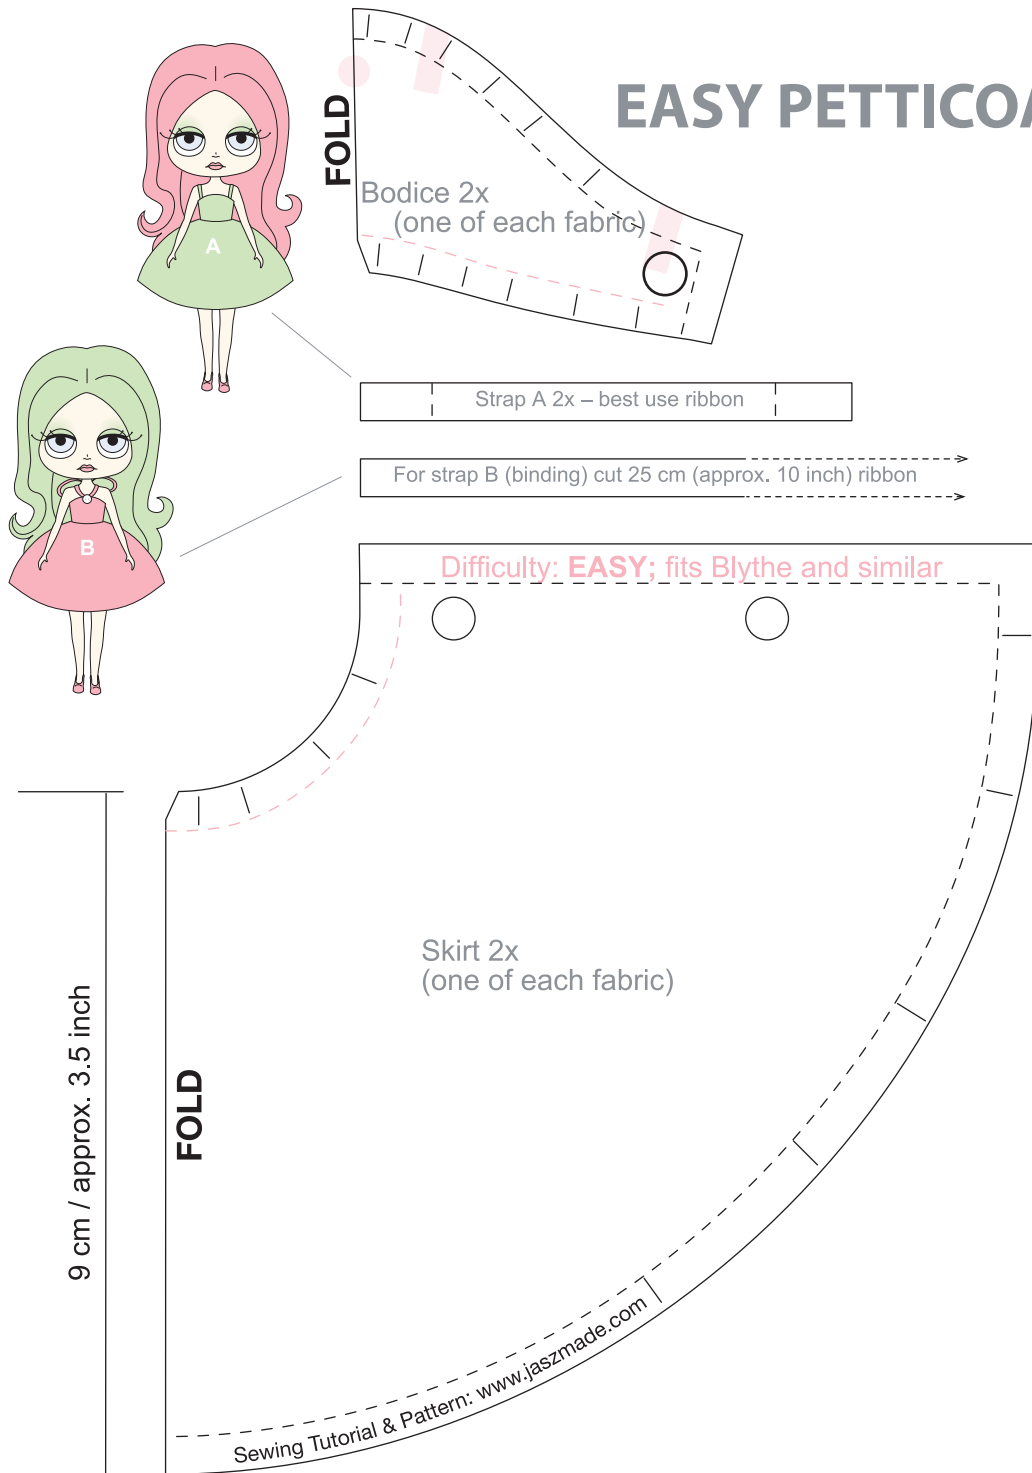 EASY PETTICOA
FOLD
Bodice 2x
(one of each fabric)
A
Strap A 2x – best use ribbon
For strap B (binding) cut 25 cm (approx. 10 inch) ribbon
B
Difficulty: EASY; fits Blythe and similar
Skirt 2x
(one of each fabric)
9 cm / approx. 3.5 inch
FOLD
Sewing Tutorial & Pattern: www.jaszmade.com